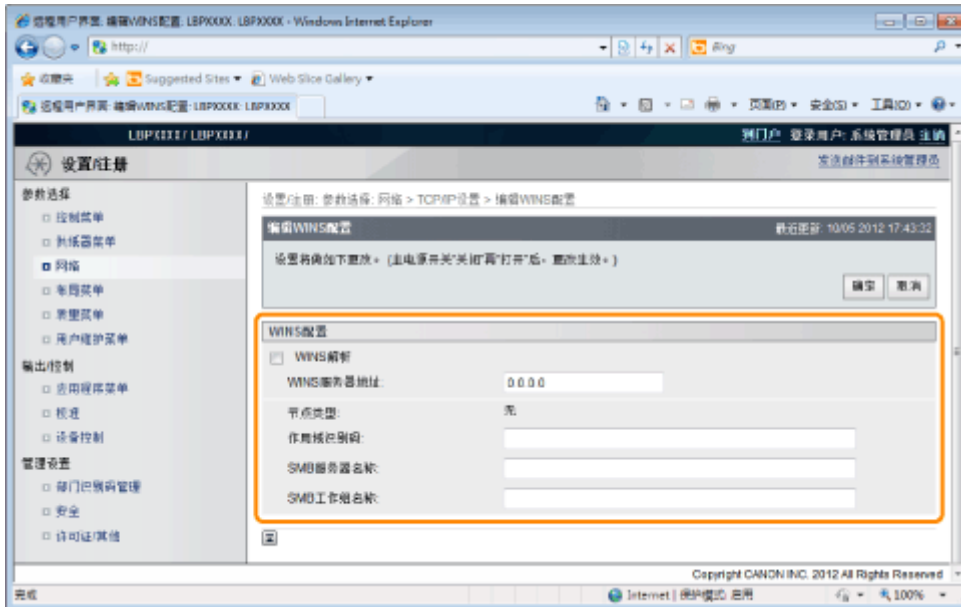 远程用户界面: 编辑WINS配置: LBPXXXX: LBPXXXX - Windows Internet Explorer
http://
Bing
收藏夹 Suggested Sites Web Slice Gallery
远程用户界面: 编辑WINS配置: LBPXXXX: LBPXXXX
页面(P) 安全(S) 工具(O)
LBPXXXX / LBPXXXX /
到门户 登录用户: 系统管理员 注销
设置/注册
发送邮件到系统管理员
参数选择
控制菜单
供纸器菜单
网络
布局菜单
质量菜单
用户维护菜单
输出/控制
应用程序菜单
校准
设备控制
管理设置
部门识别码管理
安全
许可证/其他
设置/注册: 参数选择: 网络 > TCP/IP设置 > 编辑WINS配置
编辑WINS配置
最近更新: 10/05 2012 17:43:32
设置将做如下更改。(主电源开关"关闭"再"打开"后，更改生效。)
确定 取消
WINS配置
WINS解析
WINS服务器地址: 0.0.0.0
节点类型: 无
作用域识别码:
SMB服务器名称:
SMB工作组名称:
Copyright CANON INC. 2012 All Rights Reserved
完成
Internet | 保护模式: 启用
100%